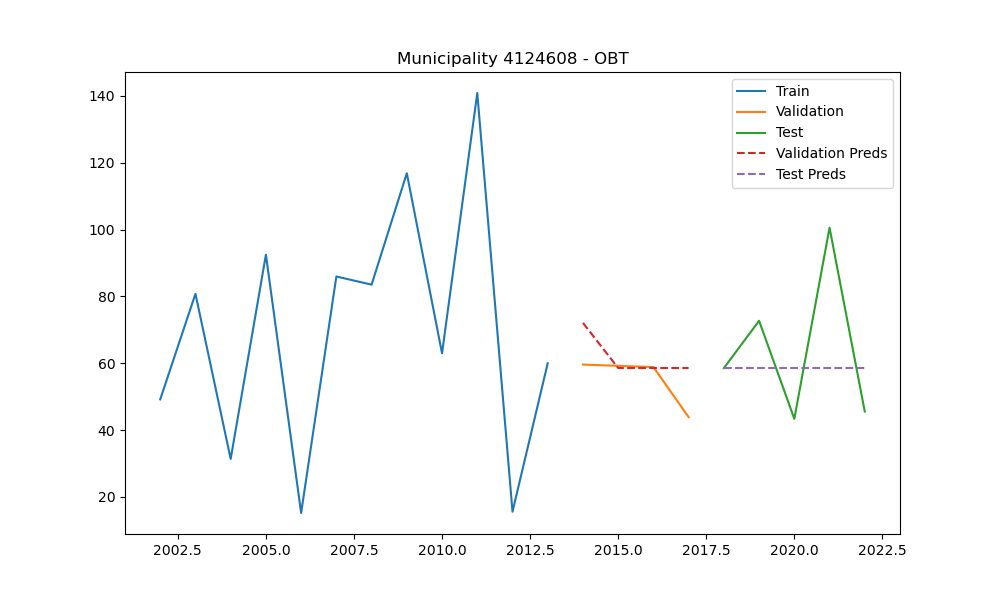 Municipality 4124608 - OBT
Train
Validation
Test
Validation Preds
Test Preds
140
120
100
80
60
40
20
2002.5 2005.0 2007.5 2010.0 2012.5 2015.0 2017.5 2020.0 2022.5